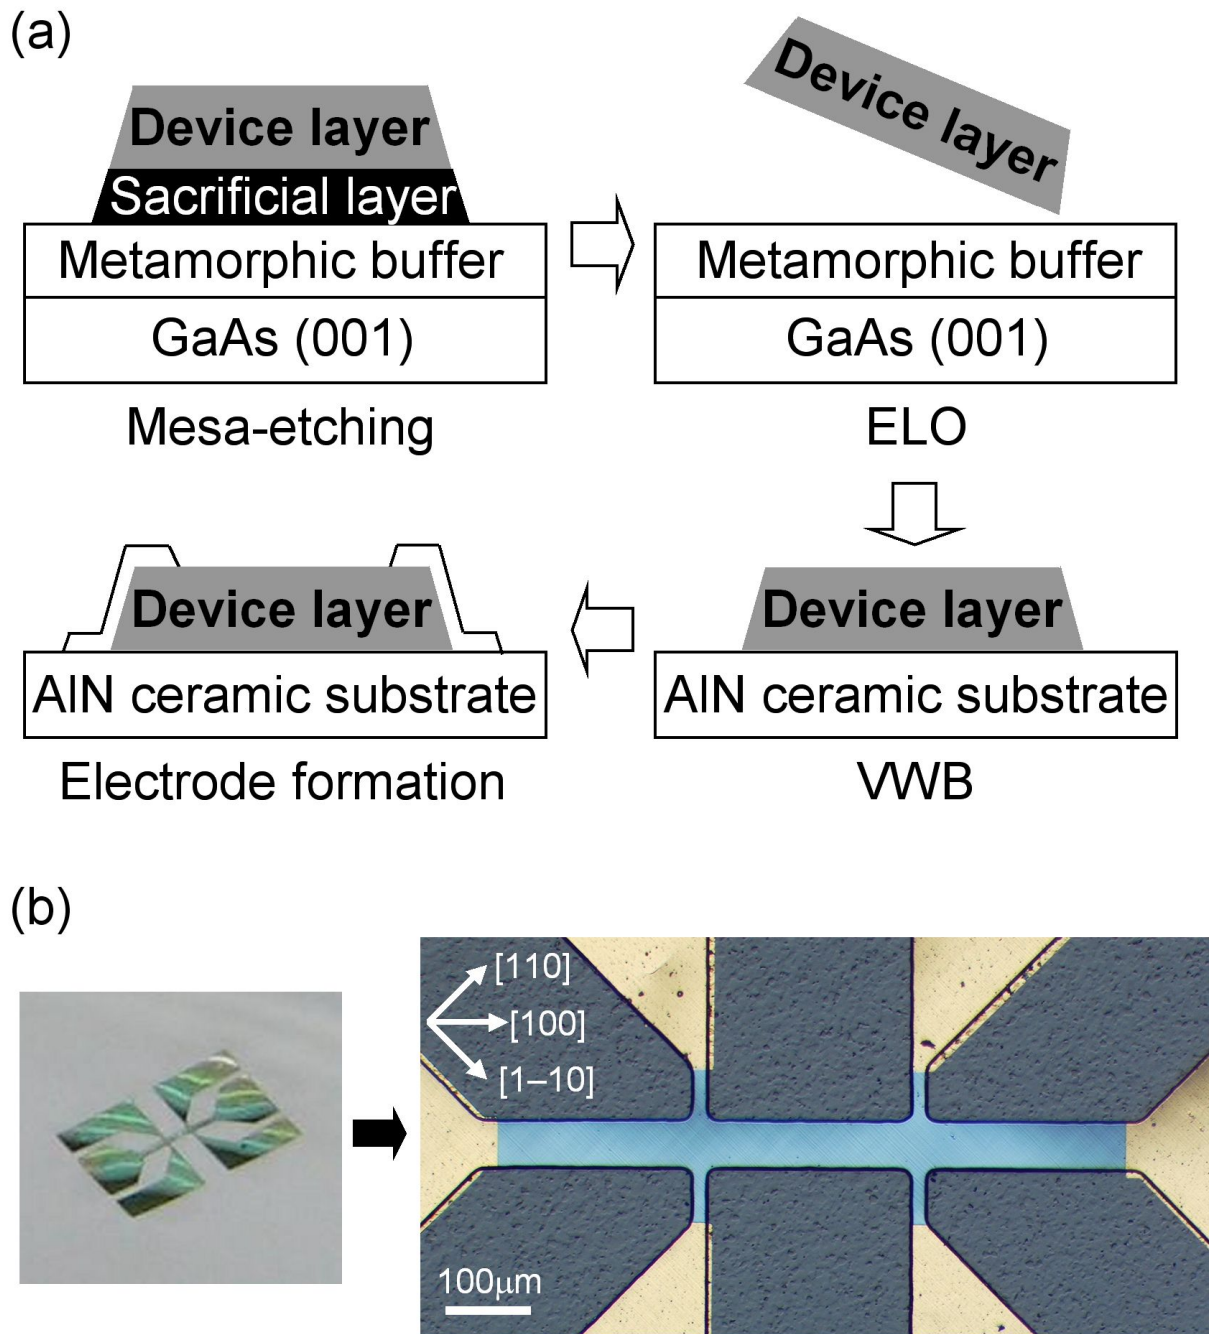 (a)
Device layer
Sacrificial layer
Metamorphic buffer
GaAs (001)
Mesa-etching
Device layer
Metamorphic buffer
GaAs (001)
ELO
Device layer
AlN ceramic substrate
Electrode formation
Device layer
AlN ceramic substrate
VWB
(b)
[110]
[100]
[1–10]
100μm